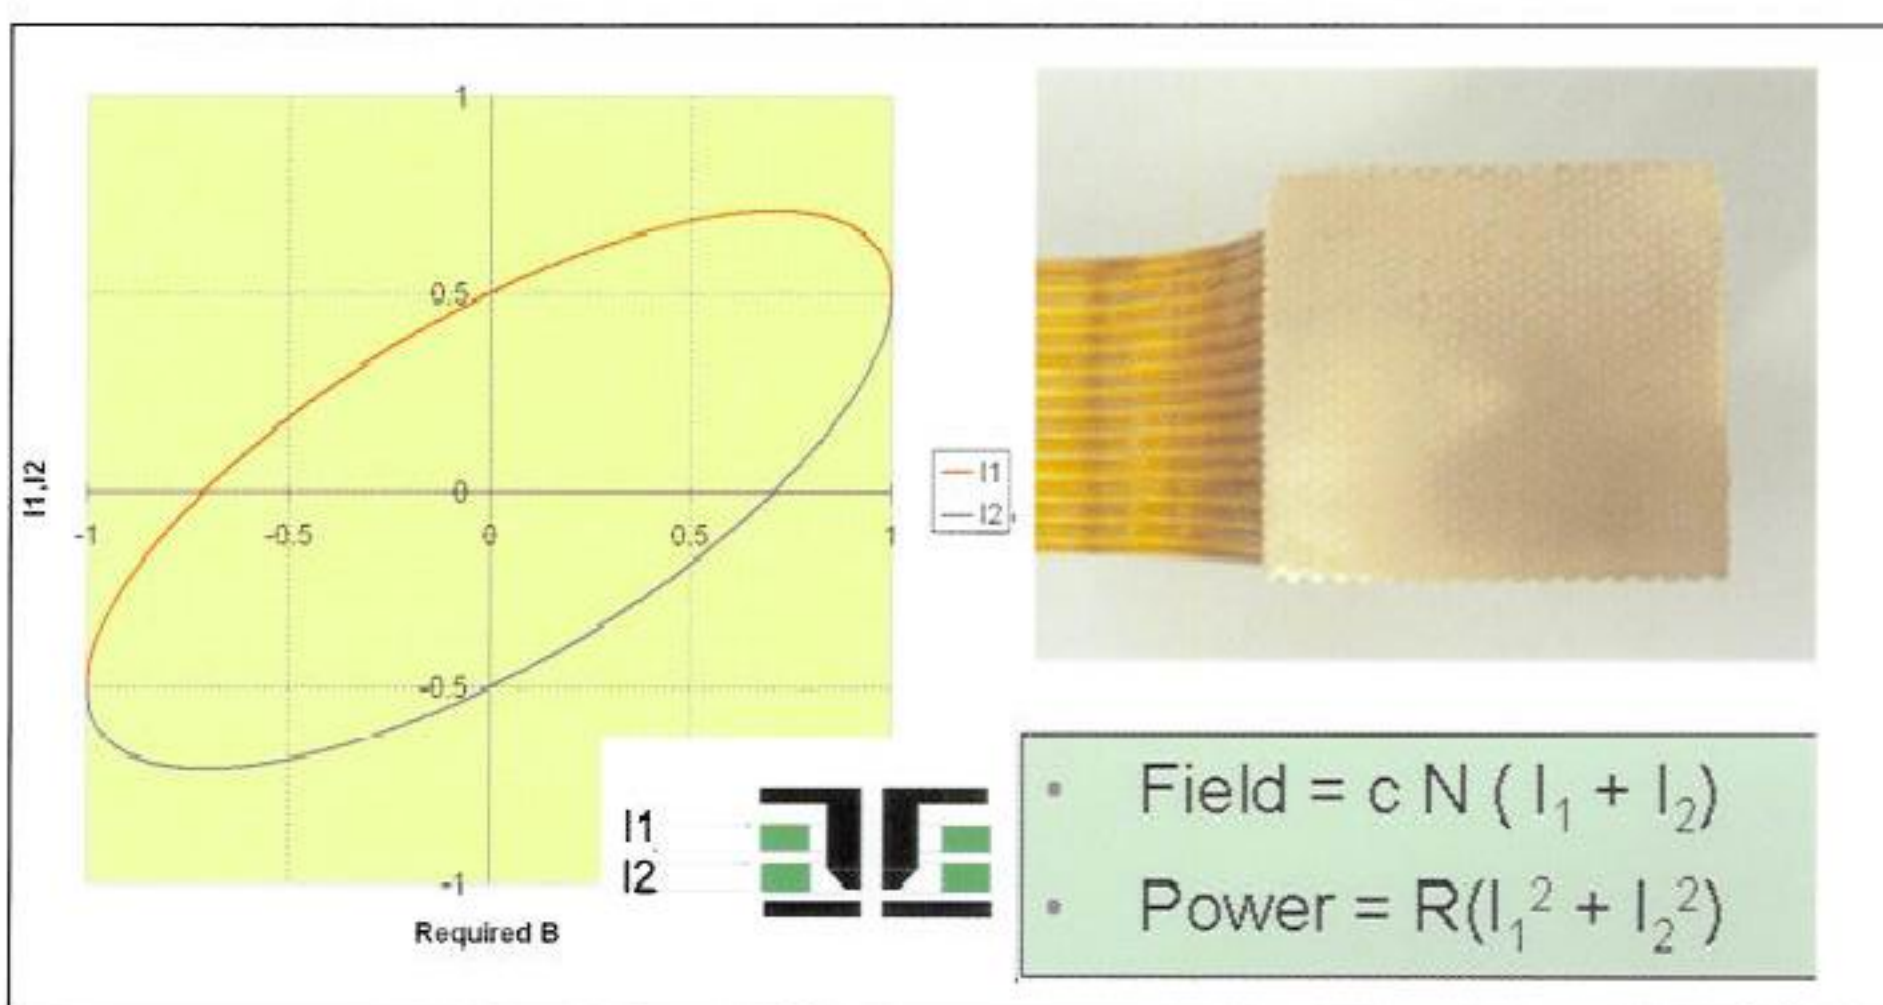 1
0.5
0
-1
-0.5
0
0.5
1
-0.5
-1
I1,I2
Required B
I1
I2
I1
I2
• Field = c N ( I₁ + I₂)
• Power = R(I₁² + I₂²)